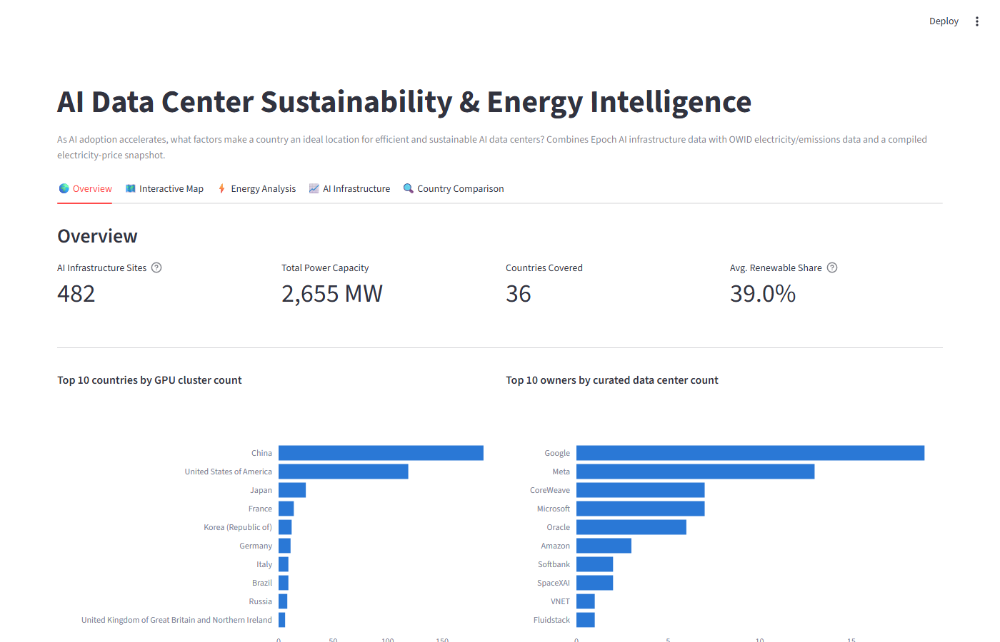 Deploy
AI Data Center Sustainability & Energy Intelligence
As AI adoption accelerates, what factors make a country an ideal location for efficient and sustainable AI data centers? Combines Epoch AI infrastructure data with OWID electricity/emissions data and a compiled
electricity-price snapshot.
Overview
Interactive Map
Energy Analysis
AI Infrastructure
Country Comparison
Overview
AI Infrastructure Sites
482
Total Power Capacity
2,655 MW
Countries Covered
36
Avg. Renewable Share
39.0%
Top 10 countries by GPU cluster count
China
United States of America
Japan
France
Korea (Republic of)
Germany
Italy
Brazil
Russia
United Kingdom of Great Britain and Northern Ireland
0 50 100 150
Top 10 owners by curated data center count
Google
Meta
CoreWeave
Microsoft
Oracle
Amazon
Softbank
SpaceXAI
VNET
Fluidstack
0 5 10 15